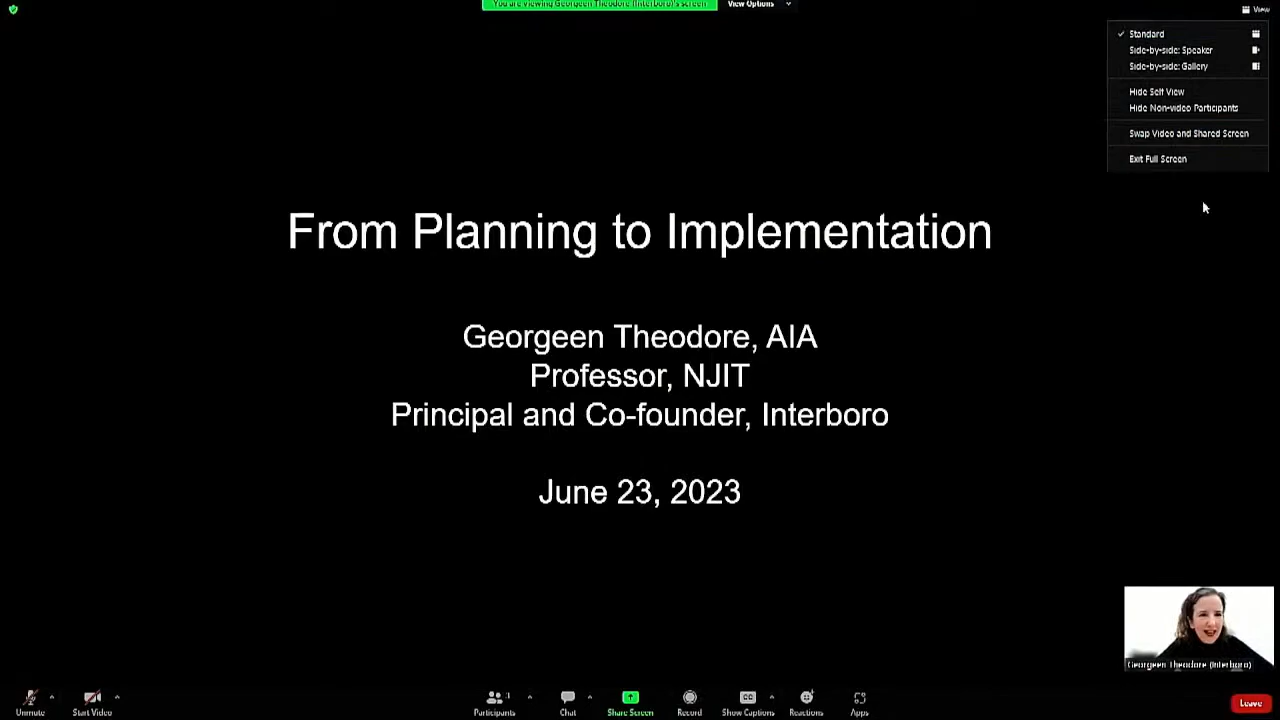 You are viewing Georgeen Theodore (Interboro)'s screen
View Options
View
Standard
Side-by-side: Speaker
Side-by-side: Gallery
Hide Self View
Hide Non-video Participants
Swap Video and Shared Screen
Exit Full Screen
From Planning to Implementation
Georgeen Theodore, AIA
Professor, NJIT
Principal and Co-founder, Interboro
June 23, 2023
Georgeen Theodore (Interboro)
Unmute
Start Video
Participants
Chat
Share Screen
Record
CC
Show Captions
Reactions
Apps
Leave